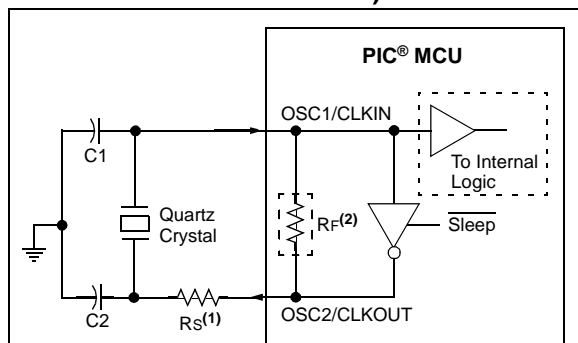 PIC® MCU
OSC1/CLKIN
C1
To Internal
Logic
Quartz
Crystal
RF(2)
Sleep
C2
RS(1)
OSC2/CLKOUT